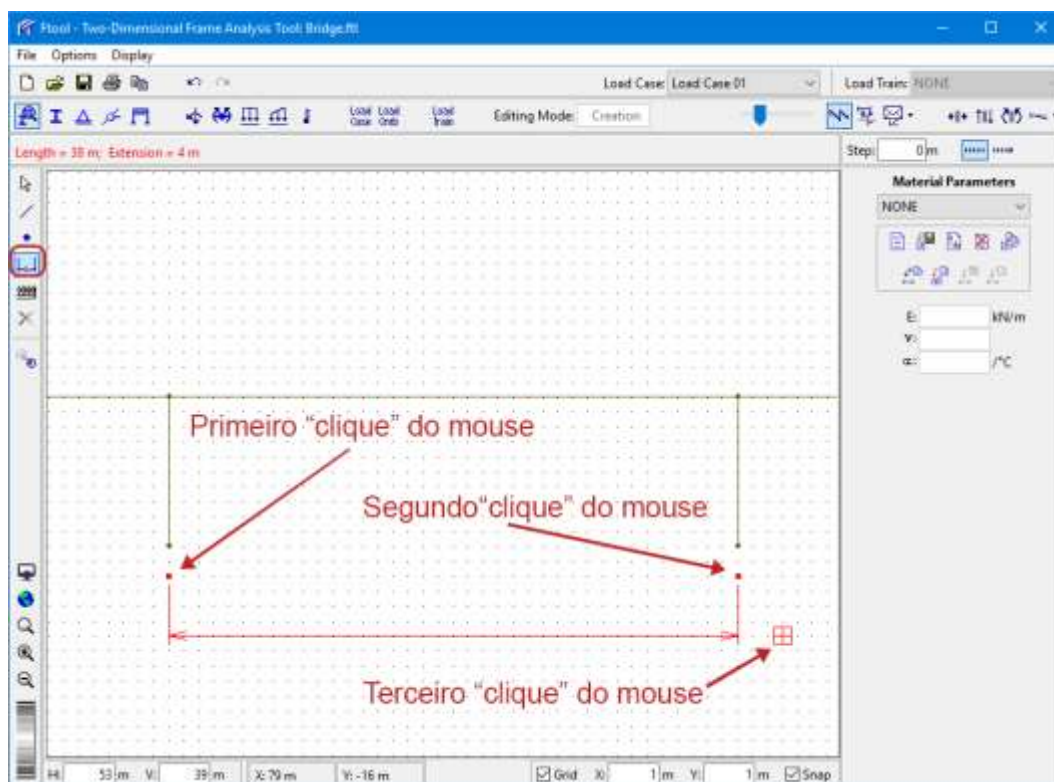 Ftool - Two-Dimensional Frame Analysis Tool: Bridge.ftl
File Options Display
Load Case: Load Case 01 Load Train: NONE
Load Case Load Cmb Load Train Editing Mode: Creation
Length = 38 m; Extension = 4 m
Step: 0 m
Material Parameters
NONE
E: kN/m
ν:
α: /°C
Primeiro “clique” do mouse
Segundo“clique” do mouse
Terceiro “clique” do mouse
H: 53 m V: 39 m X: 79 m Y: -16 m Grid X: 1 m Y: 1 m Snap